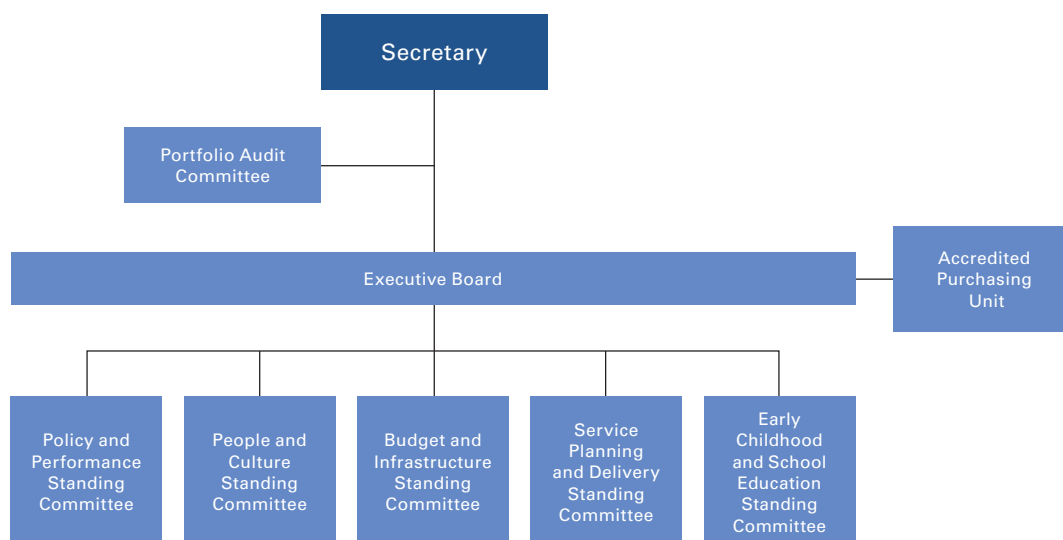 Secretary
Portfolio Audit
Committee
Executive Board
Accredited
Purchasing
Unit
Policy and
Performance
Standing
Committee
People and
Culture
Standing
Committee
Budget and
Infrastructure
Standing
Committee
Service
Planning
and Delivery
Standing
Committee
Early
Childhood
and School
Education
Standing
Committee